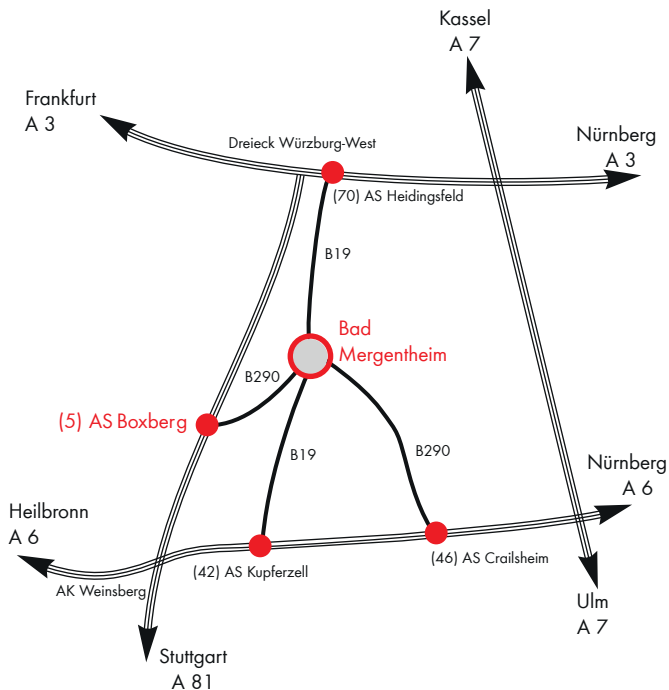 Kassel
A 7
Frankfurt
A 3
Dreieck Würzburg-West
Nürnberg
A 3
(70) AS Heidingsfeld
B19
Bad
Mergentheim
B290
(5) AS Boxberg
B19
B290
Nürnberg
A 6
Heilbronn
A 6
(46) AS Crailsheim
(42) AS Kupferzell
AK Weinsberg
Ulm
A 7
Stuttgart
A 81